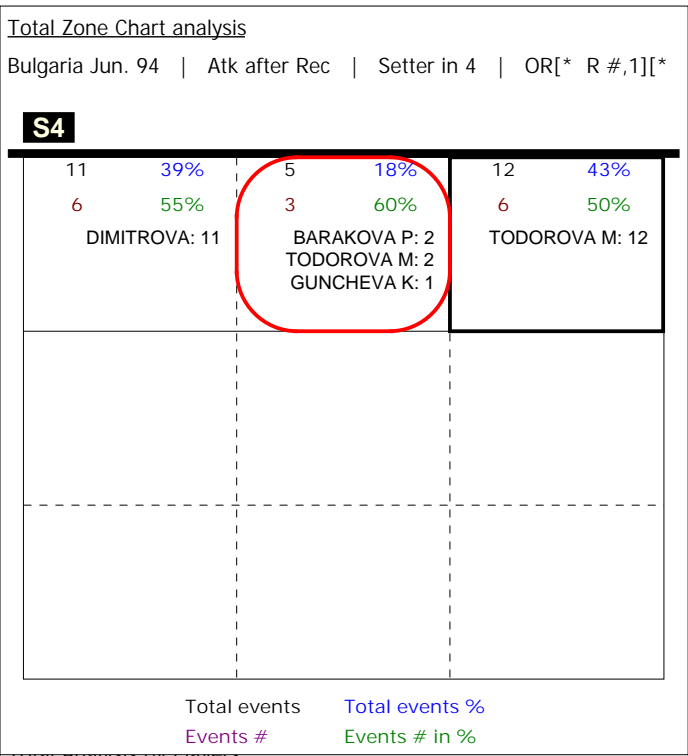 Total Zone Chart analysis
Bulgaria Jun. 94 | Atk after Rec | Setter in 4 | OR[* R #,1][*
S4
11 39% 5 18% 12 43%
6 55% 3 60% 6 50%
DIMITROVA: 11 BARAKOVA P: 2 TODOROVA M: 12
TODOROVA M: 2
GUNCHEVA K: 1
Total events Total events %
Events # Events # in %